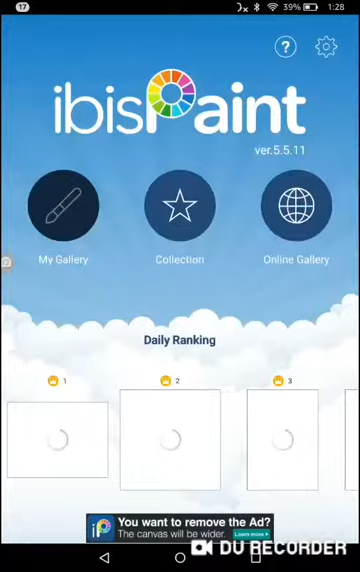 17
39%
1:28
?
ibisPaint
ver.5.5.11
My Gallery
Collection
Online Gallery
Daily Ranking
1
2
3
iP
You want to remove the Ad?
The canvas will be wider.
Learn more
DU RECORDER